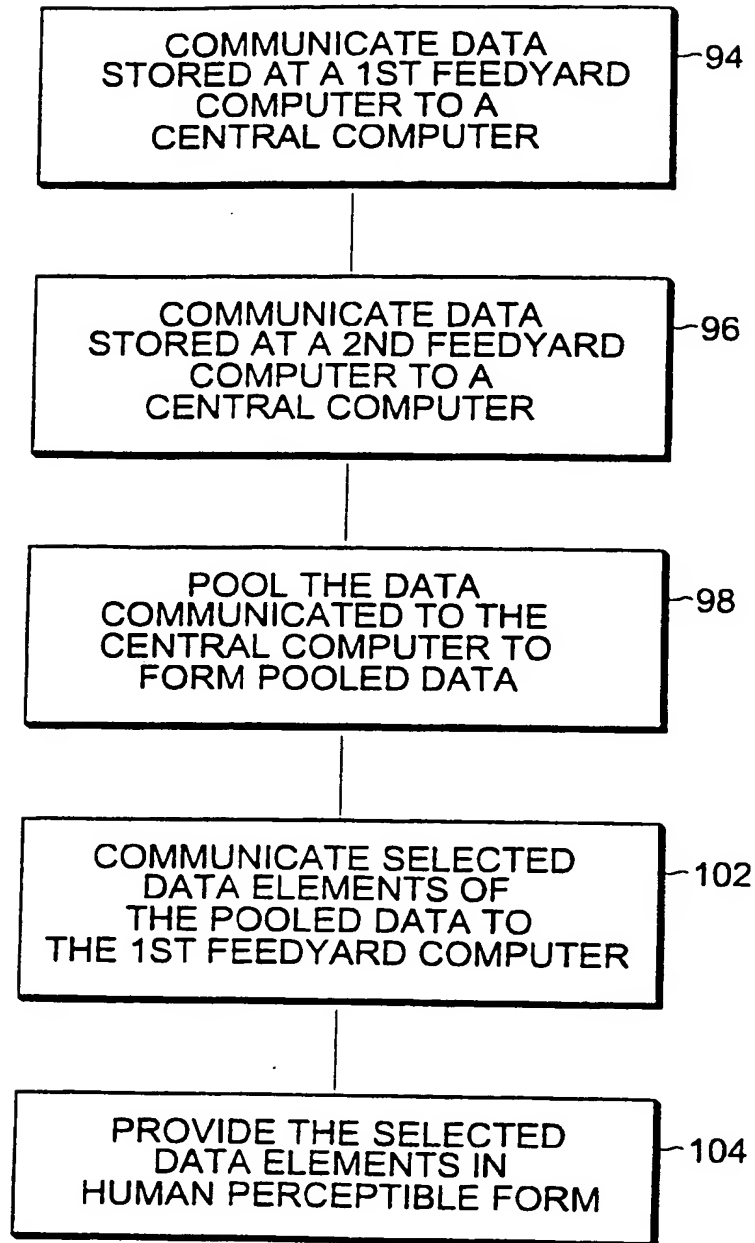 COMMUNICATE DATA
STORED AT A 1ST FEEDYARD
COMPUTER TO A
CENTRAL COMPUTER
94
COMMUNICATE DATA
STORED AT A 2ND FEEDYARD
COMPUTER TO A
CENTRAL COMPUTER
96
POOL THE DATA
COMMUNICATED TO THE
CENTRAL COMPUTER TO
FORM POOLED DATA
98
COMMUNICATE SELECTED
DATA ELEMENTS OF
THE POOLED DATA TO
THE 1ST FEEDYARD COMPUTER
102
PROVIDE THE SELECTED
DATA ELEMENTS IN
HUMAN PERCEPTIBLE FORM
104